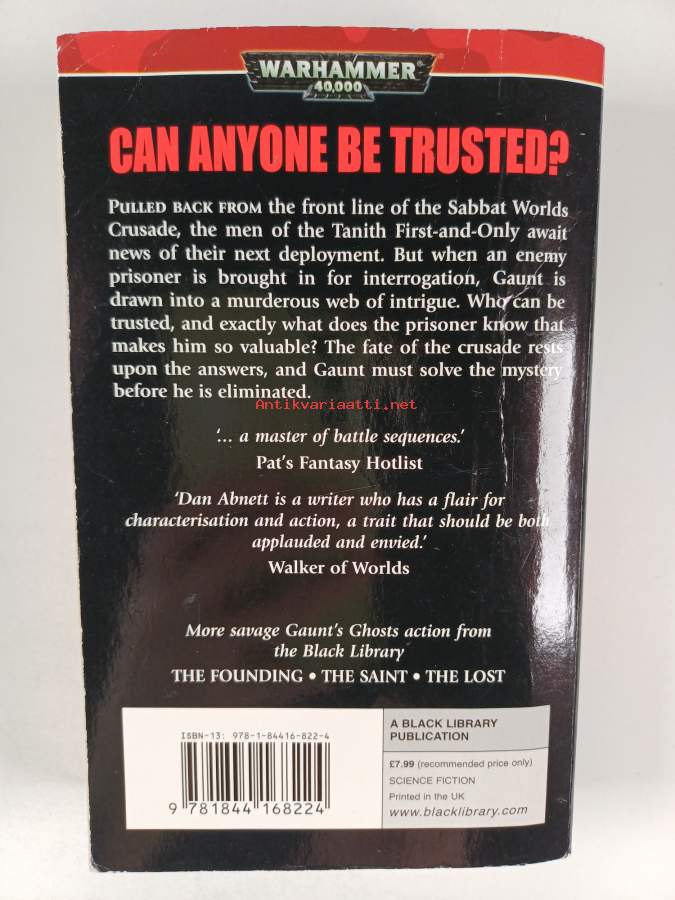 WARHAMMER
40,000
CAN ANYONE BE TRUSTED?
PULLED BACK FROM the front line of the Sabbat Worlds
Crusade, the men of the Tanith First-and-Only await
news of their next deployment. But when an enemy
prisoner is brought in for interrogation, Gaunt is
drawn into a murderous web of intrigue. Who can be
trusted, and exactly what does the prisoner know that
makes him so valuable? The fate of the crusade rests
upon the answers, and Gaunt must solve the mystery
before he is eliminated.
Antikvariaatti.net
'... a master of battle sequences.'
Pat's Fantasy Hotlist
'Dan Abnett is a writer who has a flair for
characterisation and action, a trait that should be both
applauded and envied.'
Walker of Worlds
More savage Gaunt's Ghosts action from
the Black Library
THE FOUNDING • THE SAINT • THE LOST
ISBN-13: 978-1-84416-822-4
9 781844 168224
A BLACK LIBRARY
PUBLICATION
£7.99 (recommended price only)
SCIENCE FICTION
Printed in the UK
www.blacklibrary.com